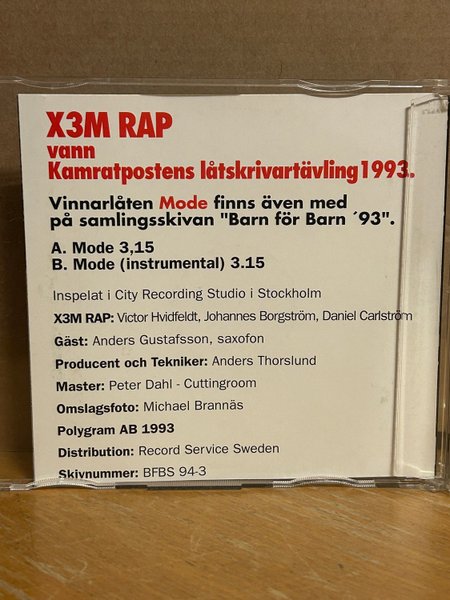 X3M RAP
vann
Kamratpostens låtskrivartävling 1993.
Vinnarlåten Mode finns även med
på samlingsskivan "Barn för Barn ´93".
A. Mode 3,15
B. Mode (instrumental) 3.15
Inspelat i City Recording Studio i Stockholm
X3M RAP: Victor Hvidfeldt, Johannes Borgström, Daniel Carlström
Gäst: Anders Gustafsson, saxofon
Producent och Tekniker: Anders Thorslund
Master: Peter Dahl - Cuttingroom
Omslagsfoto: Michael Brannäs
Polygram AB 1993
Distribution: Record Service Sweden
Skivnummer: BFBS 94-3